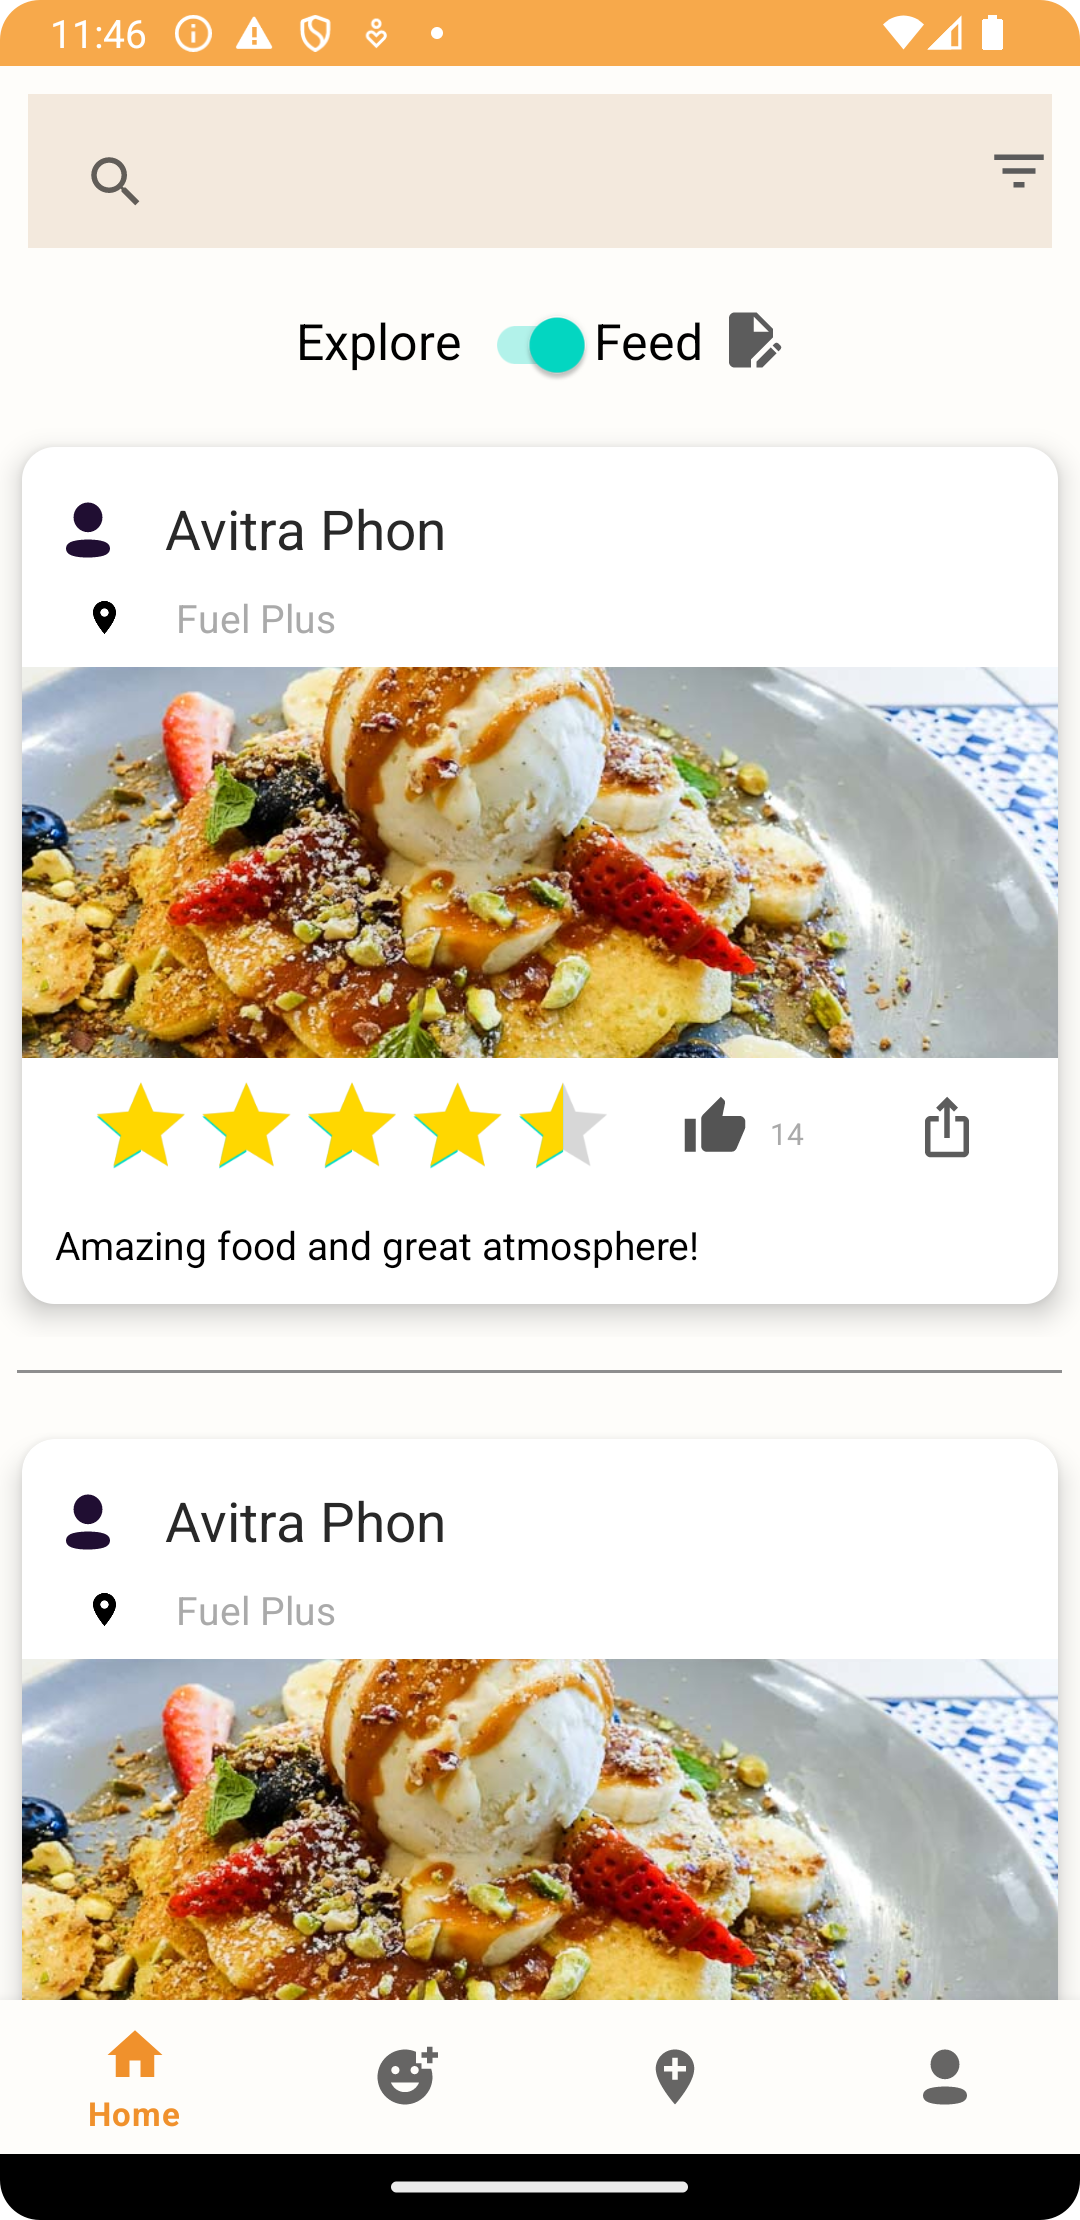 11:46
Explore Feed
Avitra Phon
Fuel Plus
14
Amazing food and great atmosphere!
Avitra Phon
Fuel Plus
Home